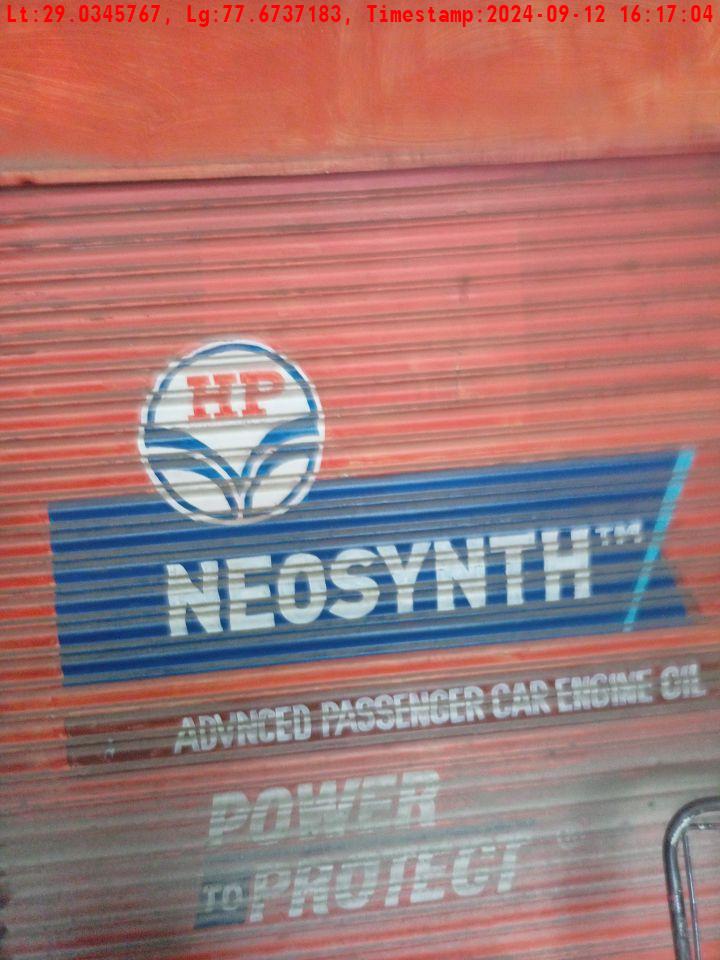 Lt:29.0345767, Lg:77.6737183, Timestamp:2024-09-12 16:17:04
HP
NEOSYNTH™
ADVNCED PASSENGER CAR ENGINE OIL
POWER
TO PROTECT